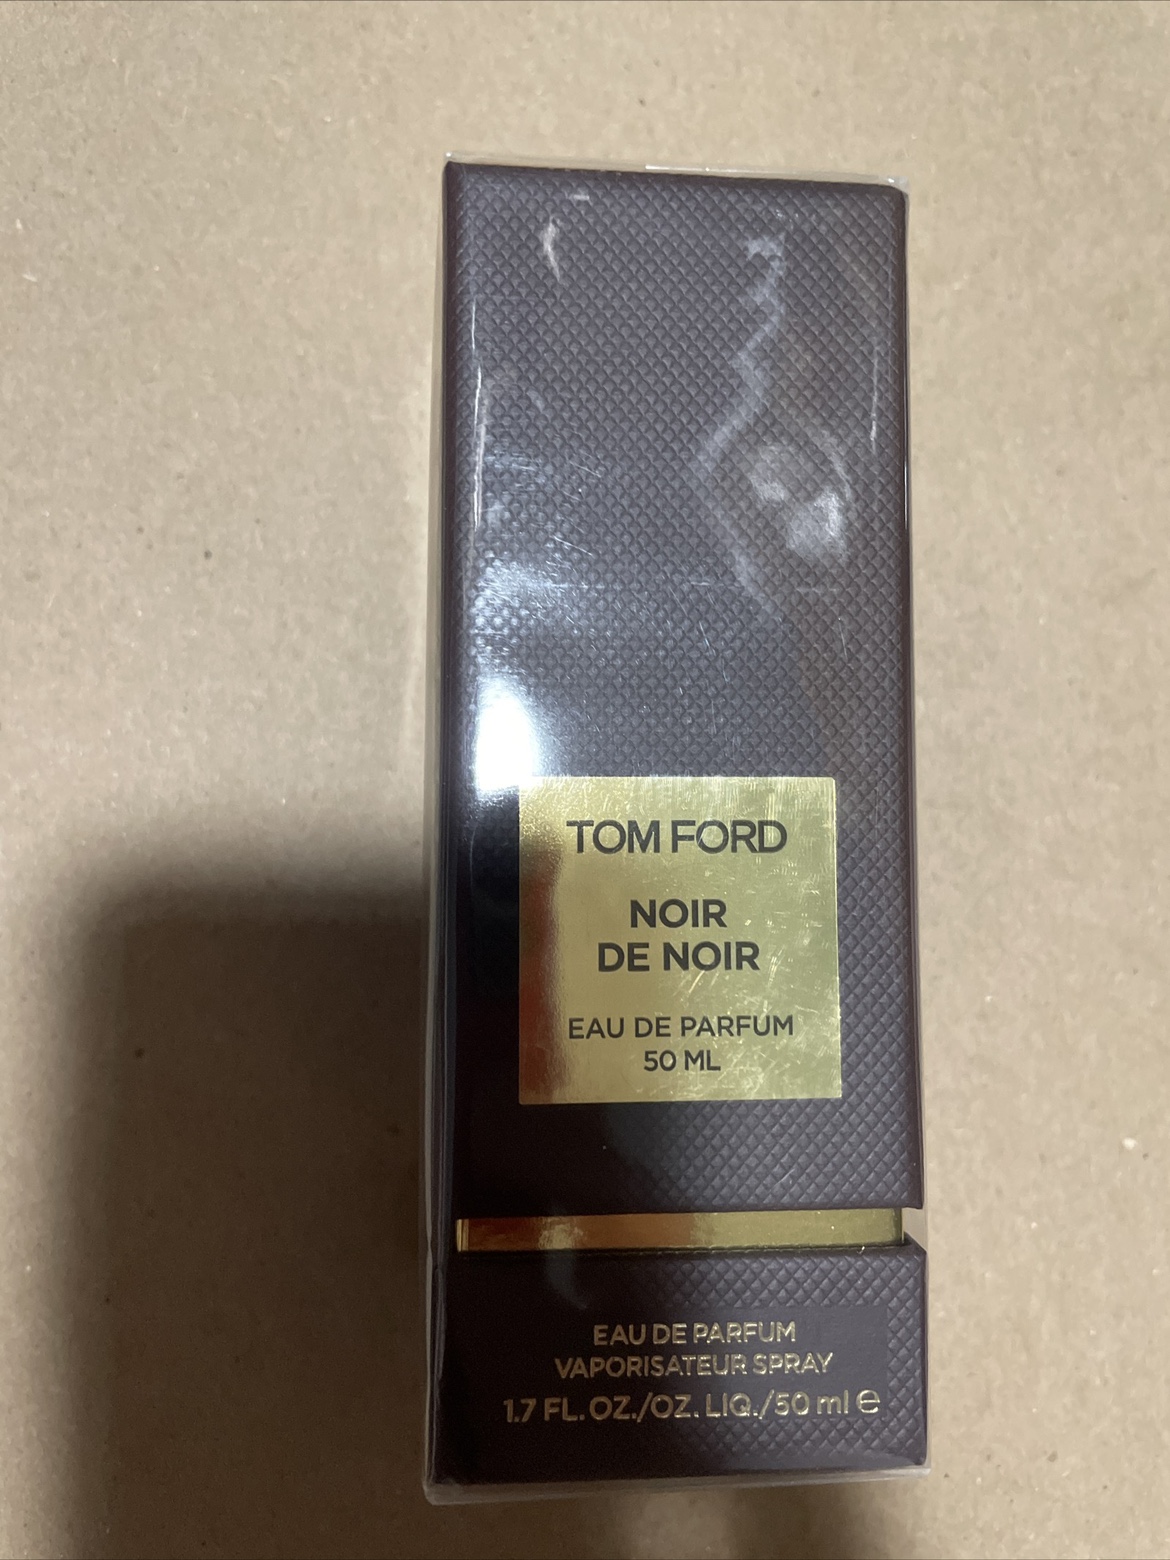 TOM FORD
NOIR
DE NOIR
EAU DE PARFUM
50 ML
EAU DE PARFUM
VAPORISATEUR SPRAY
1.7 FL. OZ./OZ. LIQ./50 ml ℮